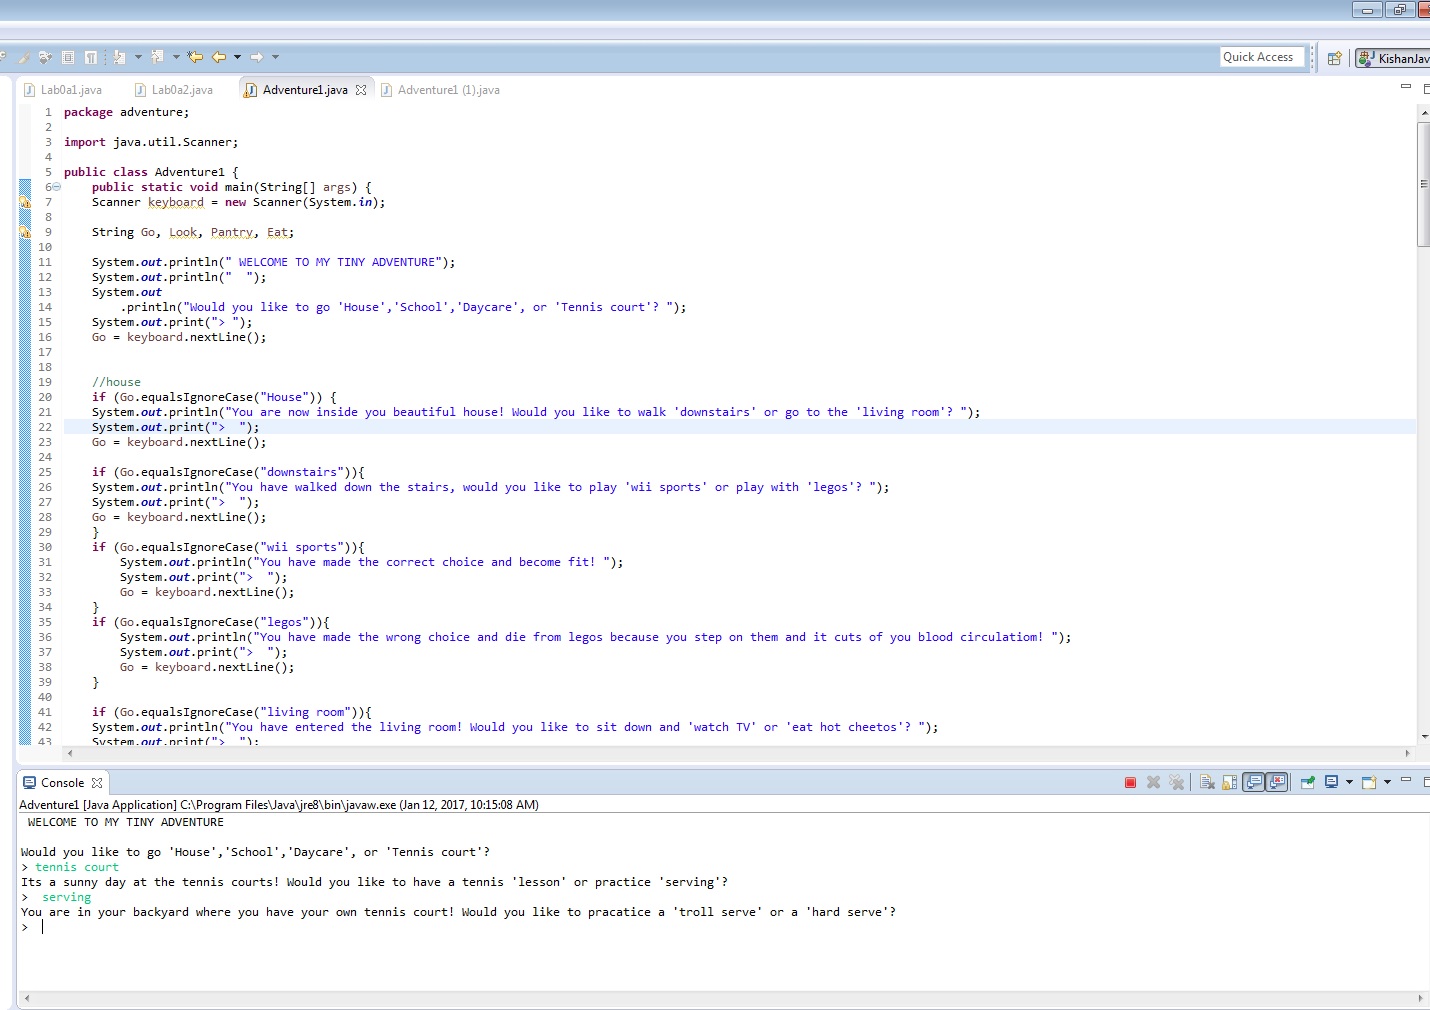 Quick Access
KishanJav
Lab0a1.java Lab0a2.java Adventure1.java Adventure1 (1).java
1 package adventure;
2
3 import java.util.Scanner;
4
5 public class Adventure1 {
6 public static void main(String[] args) {
7 Scanner keyboard = new Scanner(System.in);
8
9 String Go, Look, Pantry, Eat;
10
11 System.out.println(" WELCOME TO MY TINY ADVENTURE");
12 System.out.println("  ");
13 System.out
14 .println("Would you like to go 'House','School','Daycare', or 'Tennis court'? ");
15 System.out.print("> ");
16 Go = keyboard.nextLine();
17
18
19 //house
20 if (Go.equalsIgnoreCase("House")) {
21 System.out.println("You are now inside you beautiful house! Would you like to walk 'downstairs' or go to the 'living room'? ");
22 System.out.print(">  ");
23 Go = keyboard.nextLine();
24
25 if (Go.equalsIgnoreCase("downstairs")){
26 System.out.println("You have walked down the stairs, would you like to play 'wii sports' or play with 'legos'? ");
27 System.out.print(">  ");
28 Go = keyboard.nextLine();
29 }
30 if (Go.equalsIgnoreCase("wii sports")){
31 System.out.println("You have made the correct choice and become fit! ");
32 System.out.print(">  ");
33 Go = keyboard.nextLine();
34 }
35 if (Go.equalsIgnoreCase("legos")){
36 System.out.println("You have made the wrong choice and die from legos because you step on them and it cuts of you blood circulatiom! ");
37 System.out.print(">  ");
38 Go = keyboard.nextLine();
39 }
40
41 if (Go.equalsIgnoreCase("living room")){
42 System.out.println("You have entered the living room! Would you like to sit down and 'watch TV' or 'eat hot cheetos'? ");
43 System.out.print(">  ");
Console
Adventure1 [Java Application] C:\Program Files\Java\jre8\bin\javaw.exe (Jan 12, 2017, 10:15:08 AM)
WELCOME TO MY TINY ADVENTURE
Would you like to go 'House','School','Daycare', or 'Tennis court'?
> tennis court
Its a sunny day at the tennis courts! Would you like to have a tennis 'lesson' or practice 'serving'?
>  serving
You are in your backyard where you have your own tennis court! Would you like to pracatice a 'troll serve' or a 'hard serve'?
>